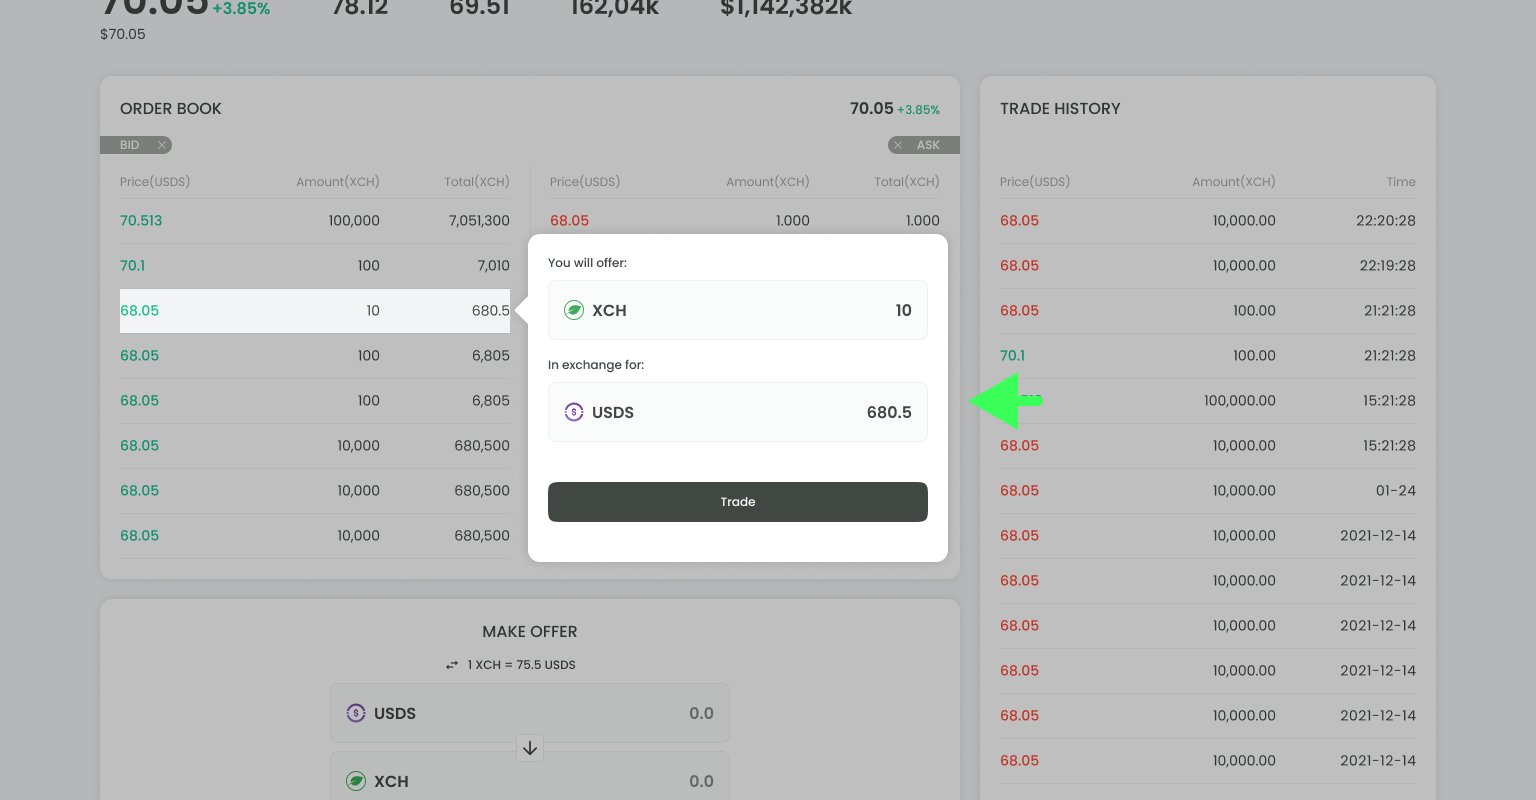 70.05 +3.85% 78.12 69.51 162,04k $1,142,382k
$70.05
ORDER BOOK 70.05 +3.85%
BID ASK
Price(USDS) Amount(XCH) Total(XCH) Price(USDS) Amount(XCH) Total(XCH)
70.513 100,000 7,051,300 68.05 1.000 1.000
70.1 100 7,010
68.05 10 680.5
68.05 100 6,805
68.05 100 6,805
68.05 10,000 680,500
68.05 10,000 680,500
68.05 10,000 680,500
You will offer:
XCH 10
In exchange for:
USDS 680.5
Trade
MAKE OFFER
1 XCH = 75.5 USDS
USDS 0.0
XCH 0.0
TRADE HISTORY
Price(USDS) Amount(XCH) Time
68.05 10,000.00 22:20:28
68.05 10,000.00 22:19:28
68.05 100.00 21:21:28
70.1 100.00 21:21:28
100,000.00 15:21:28
68.05 10,000.00 15:21:28
68.05 10,000.00 01-24
68.05 10,000.00 2021-12-14
68.05 10,000.00 2021-12-14
68.05 10,000.00 2021-12-14
68.05 10,000.00 2021-12-14
68.05 10,000.00 2021-12-14
68.05 10,000.00 2021-12-14